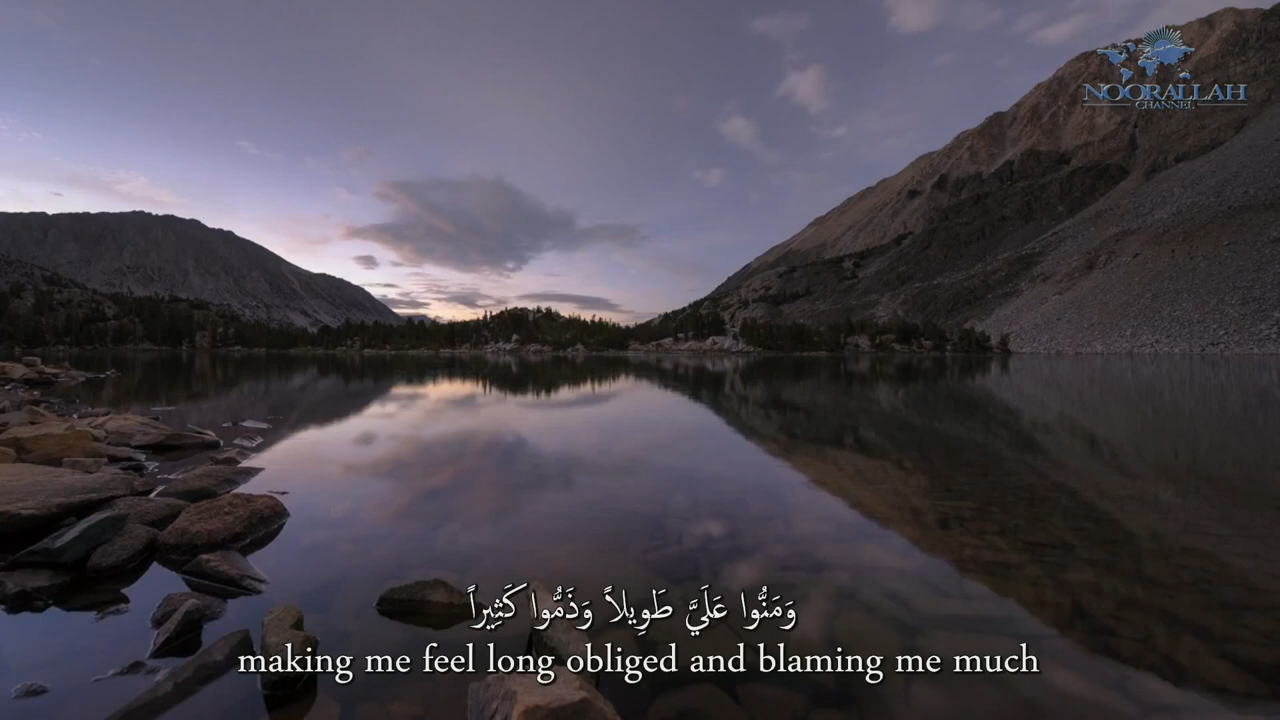 NOORALLAH
CHANNEL
وَمَنُّوا عَلَيَّ طَوِيلاً وَذَمُّوا كَثِيراً
making me feel long obliged and blaming me much